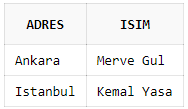 ADRES ISIM
Ankara Merve Gul
Istanbul Kemal Yasa